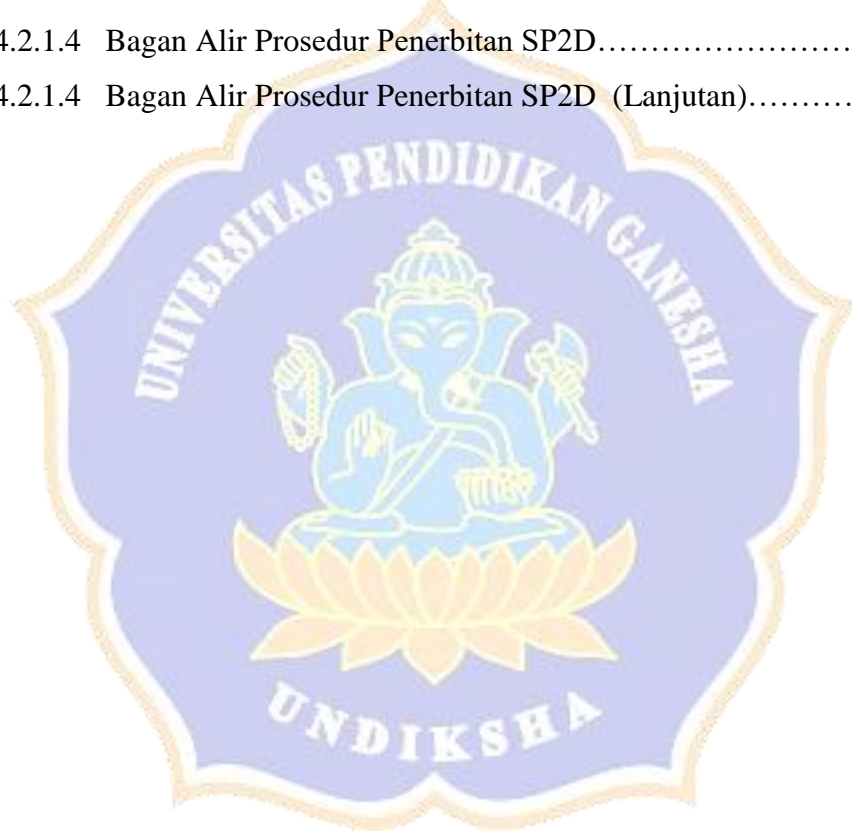 4.2.1.4 Bagan Alir Prosedur Penerbitan SP2D……………………
4.2.1.4 Bagan Alir Prosedur Penerbitan SP2D (Lanjutan)……….
UNIVERSITAS PENDIDIKAN GANESHA
UNDIKSHA